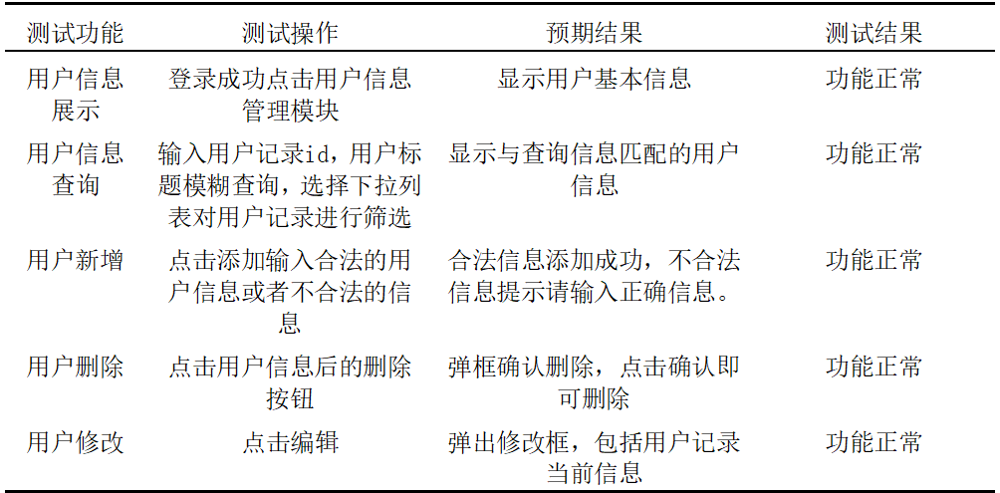 测试功能 测试操作 预期结果 测试结果
用户信息 登录成功点击用户信息 显示用户基本信息 功能正常
展示 管理模块
用户信息 输入用户记录id，用户标 显示与查询信息匹配的用户 功能正常
查询 题模糊查询，选择下拉列 信息
表对用户记录进行筛选
用户新增 点击添加输入合法的用 合法信息添加成功，不合法 功能正常
户信息或者不合法的信 信息提示请输入正确信息。
息
用户删除 点击用户信息后的删除 弹框确认删除，点击确认即 功能正常
按钮 可删除
用户修改 点击编辑 弹出修改框，包括用户记录 功能正常
当前信息